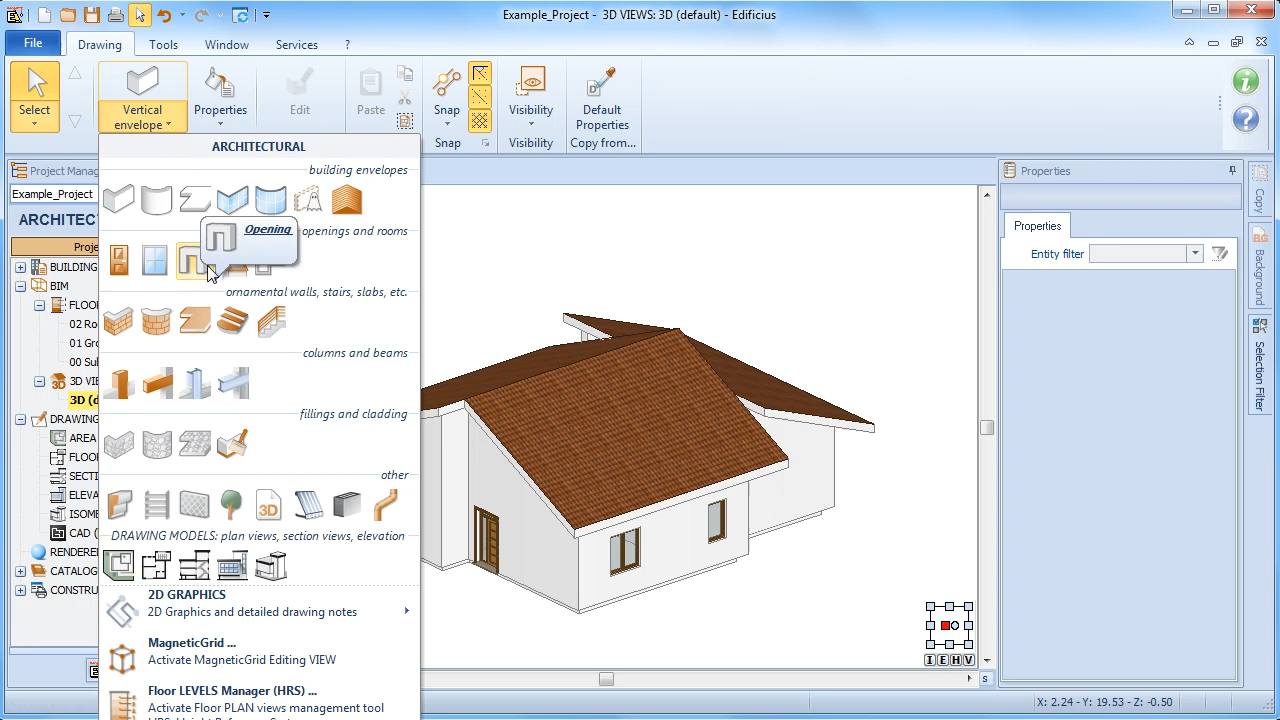 Example_Project - 3D VIEWS: 3D (default) - Edificius
File
Drawing
Tools
Window
Services
?
Select
Vertical
envelope
Properties
Edit
Paste
Snap
Visibility
Default
Properties
Snap
Visibility
Copy from...
ARCHITECTURAL
building envelopes
Opening
openings and rooms
ornamental walls, stairs, slabs, etc.
columns and beams
fillings and cladding
other
3D
DRAWING MODELS: plan views, section views, elevation
2D GRAPHICS
2D Graphics and detailed drawing notes
MagneticGrid ...
Activate MagneticGrid Editing VIEW
Floor LEVELS Manager (HRS) ...
Activate Floor PLAN views management tool
Project Manag
Example_Project
ARCHITEC
Proje
BUILDING
BIM
FLOO
02 Ro
01 Gro
00 Su
3D VIE
3D (d
DRAWING
AREA
FLOO
SECTI
ELEVA
ISOME
CAD (
RENDERE
CATALOG
CONSTRU
I E H V
S
Properties
Properties
Entity filter
Copy
BG
Background
Selection Filter
X: 2.24 - Y: 19.53 - Z: -0.50